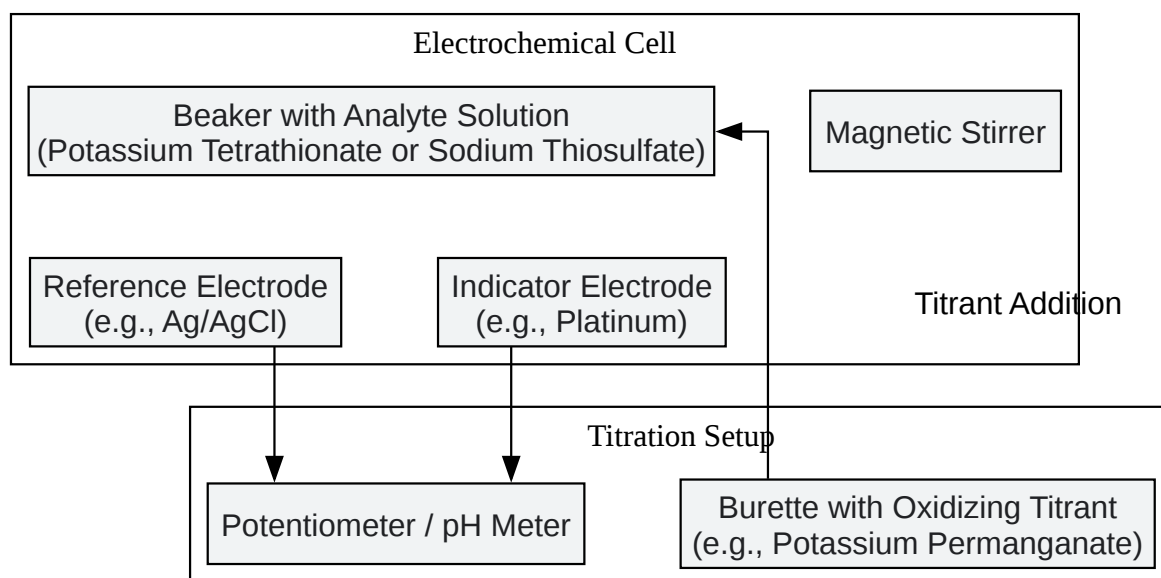 Electrochemical Cell
Beaker with Analyte Solution
(Potassium Tetrathionate or Sodium Thiosulfate)
Magnetic Stirrer
Reference Electrode
(e.g., Ag/AgCl)
Indicator Electrode
(e.g., Platinum)
Titrant Addition
Titration Setup
Potentiometer / pH Meter
Burette with Oxidizing Titrant
(e.g., Potassium Permanganate)